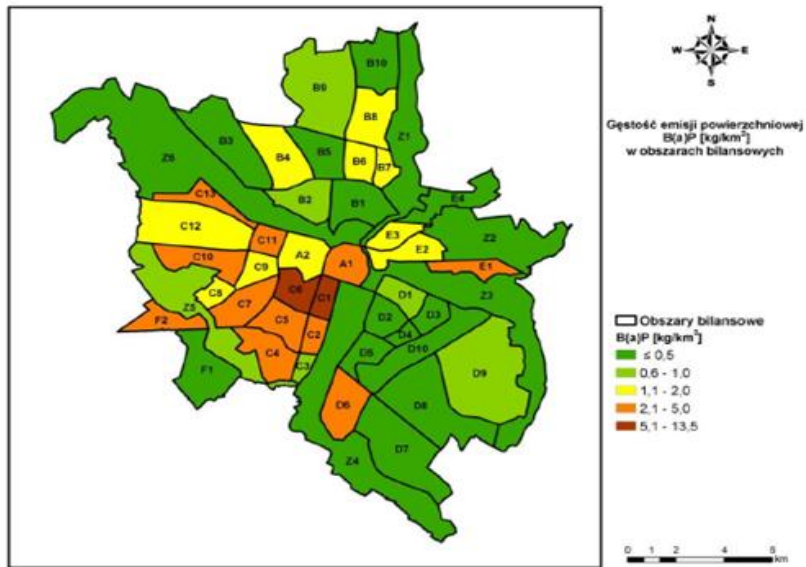 N
W E
S
Gęstość emisji powierzchniowej
B(a)P [kg/km²]
w obszarach bilansowych
B10
B9
B8
Z1
B3
B4
B5
B6
B7
Z6
B2
B1
E4
C13
C12
C11
E3
E2
Z2
A2
C10
C9
A1
E1
C6
C1
Z3
C8
D1
Z5
C7
D2
D3
F2
C5
C2
D4
D10
C4
C3
D5
F1
D9
D6
D8
Z4
D7
Obszary bilansowe
B(a)P [kg/km²]
≤ 0,5
0,6 - 1,0
1,1 - 2,0
2,1 - 5,0
5,1 - 13,5
0 1 2 4 6
km